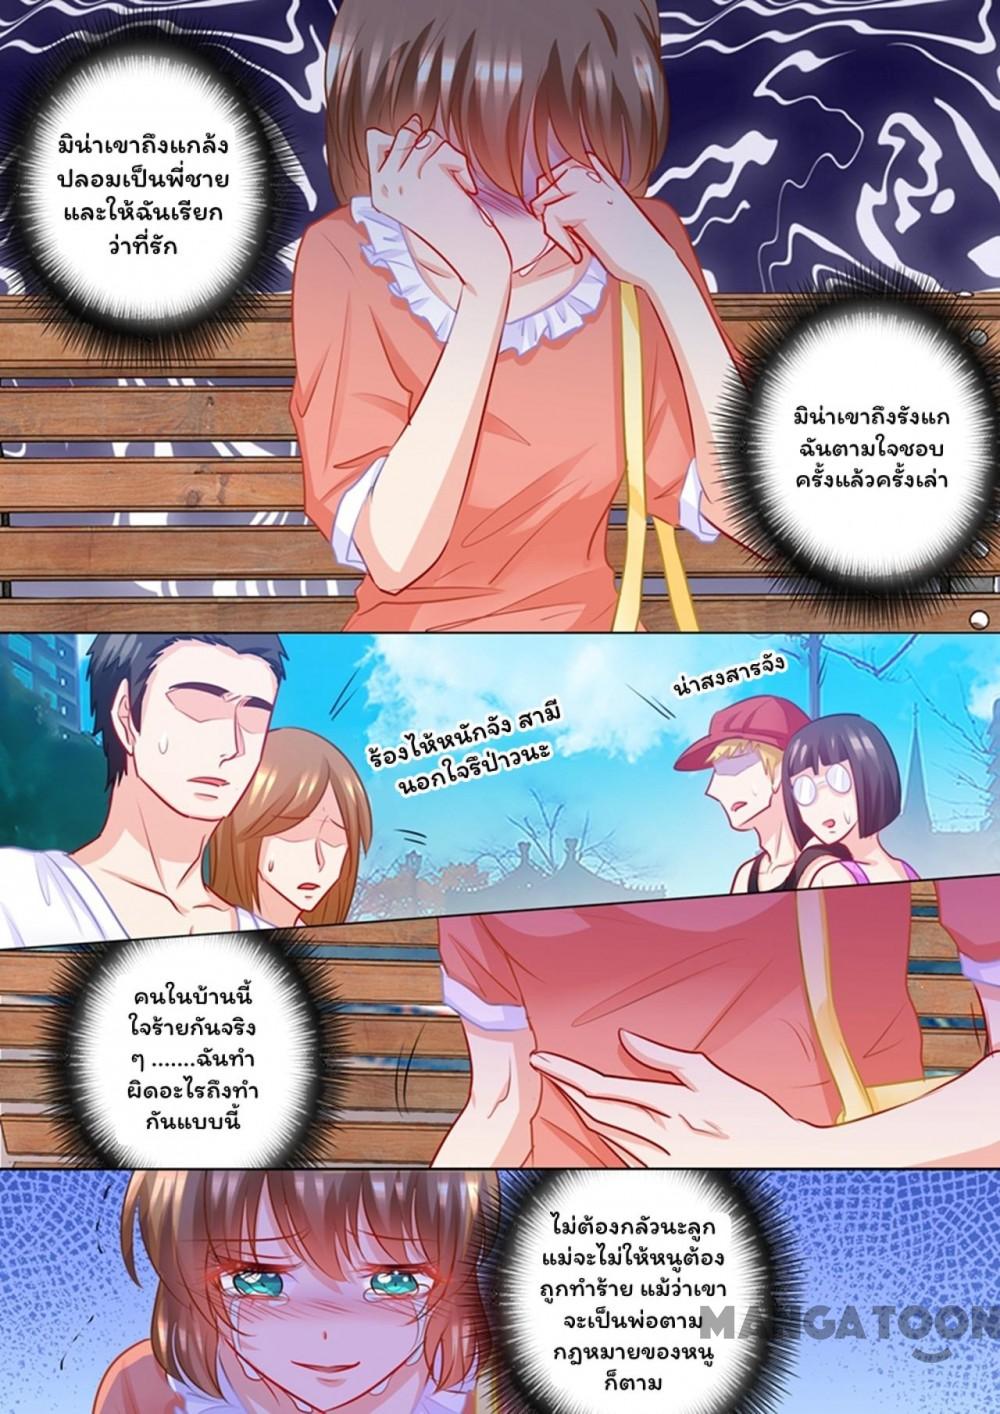 มิน่าเขาถึงแกล้ง
ปลอมเป็นพี่ชาย
และให้ฉันเรียก
ว่าที่รัก
มิน่าเขาถึงรังแก
ฉันตามใจชอบ
ครั้งแล้วครั้งเล่า
น่าสงสารจัง
ร้องไห้หนักจัง สามี
นอกใจรึป่าวนะ
คนในบ้านนี้
ใจร้ายกันจริง
ๆ .......ฉันทำ
ผิดอะไรถึงทำ
กันแบบนี้
ไม่ต้องกลัวนะลูก
แม่จะไม่ให้หนูต้อง
ถูกทำร้าย แม้ว่าเขา
จะเป็นพ่อตาม
กฎหมายของหนู
ก็ตาม
MANGATOON